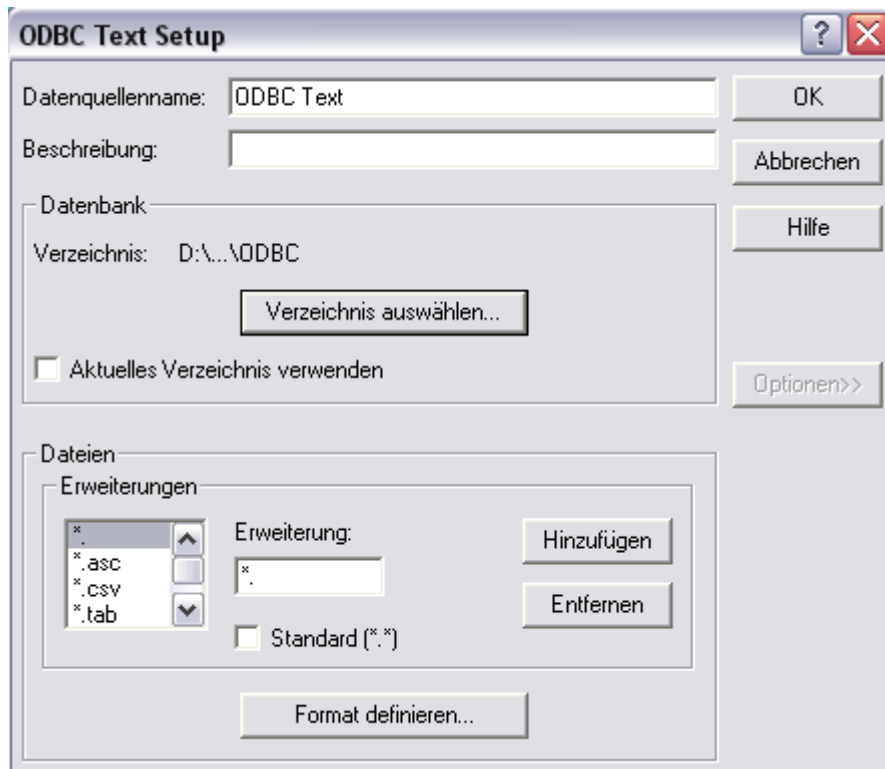 ODBC Text Setup
Datenquellenname: ODBC Text
OK
Beschreibung:
Abbrechen
Datenbank
Hilfe
Verzeichnis: D:\...\ODBC
Verzeichnis auswählen...
Aktuelles Verzeichnis verwenden
Optionen>>
Dateien
Erweiterungen
*.
*.asc
*.csv
*.tab
Erweiterung:
*.
Standard (*.*)
Hinzufügen
Entfernen
Format definieren...